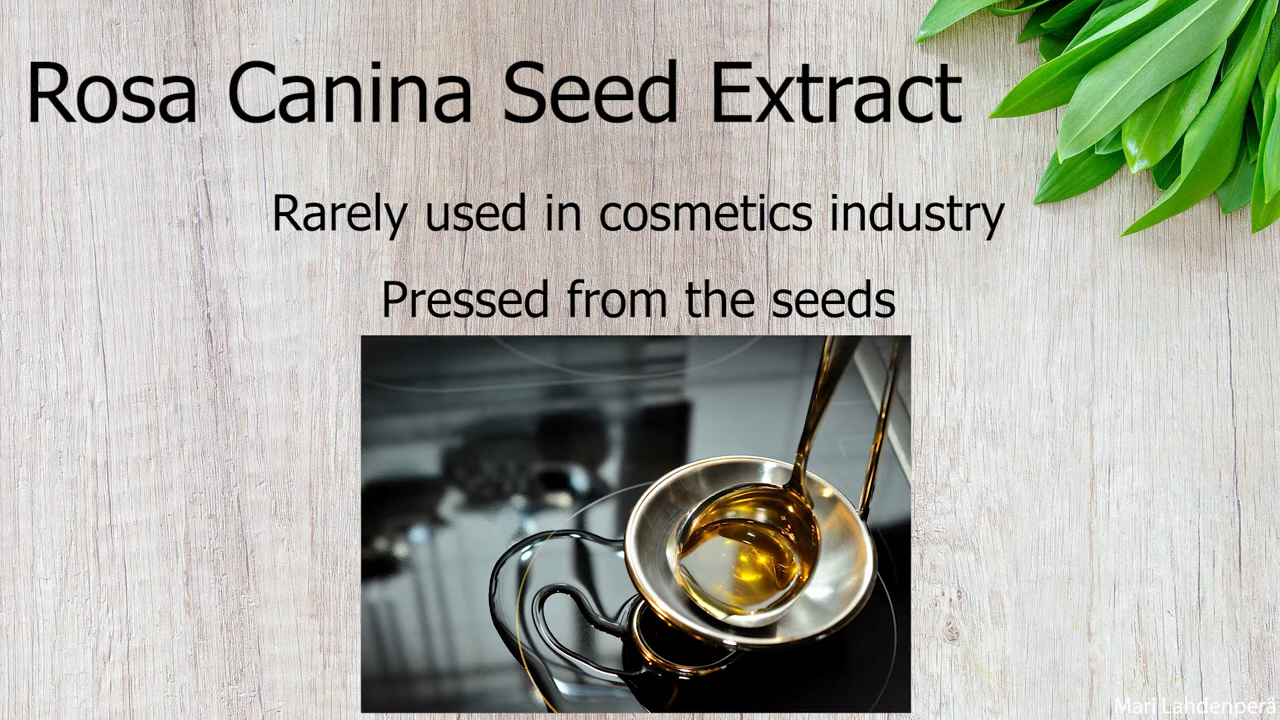 Rosa Canina Seed Extract
Rarely used in cosmetics industry
Pressed from the seeds
Mari Lahdenperä